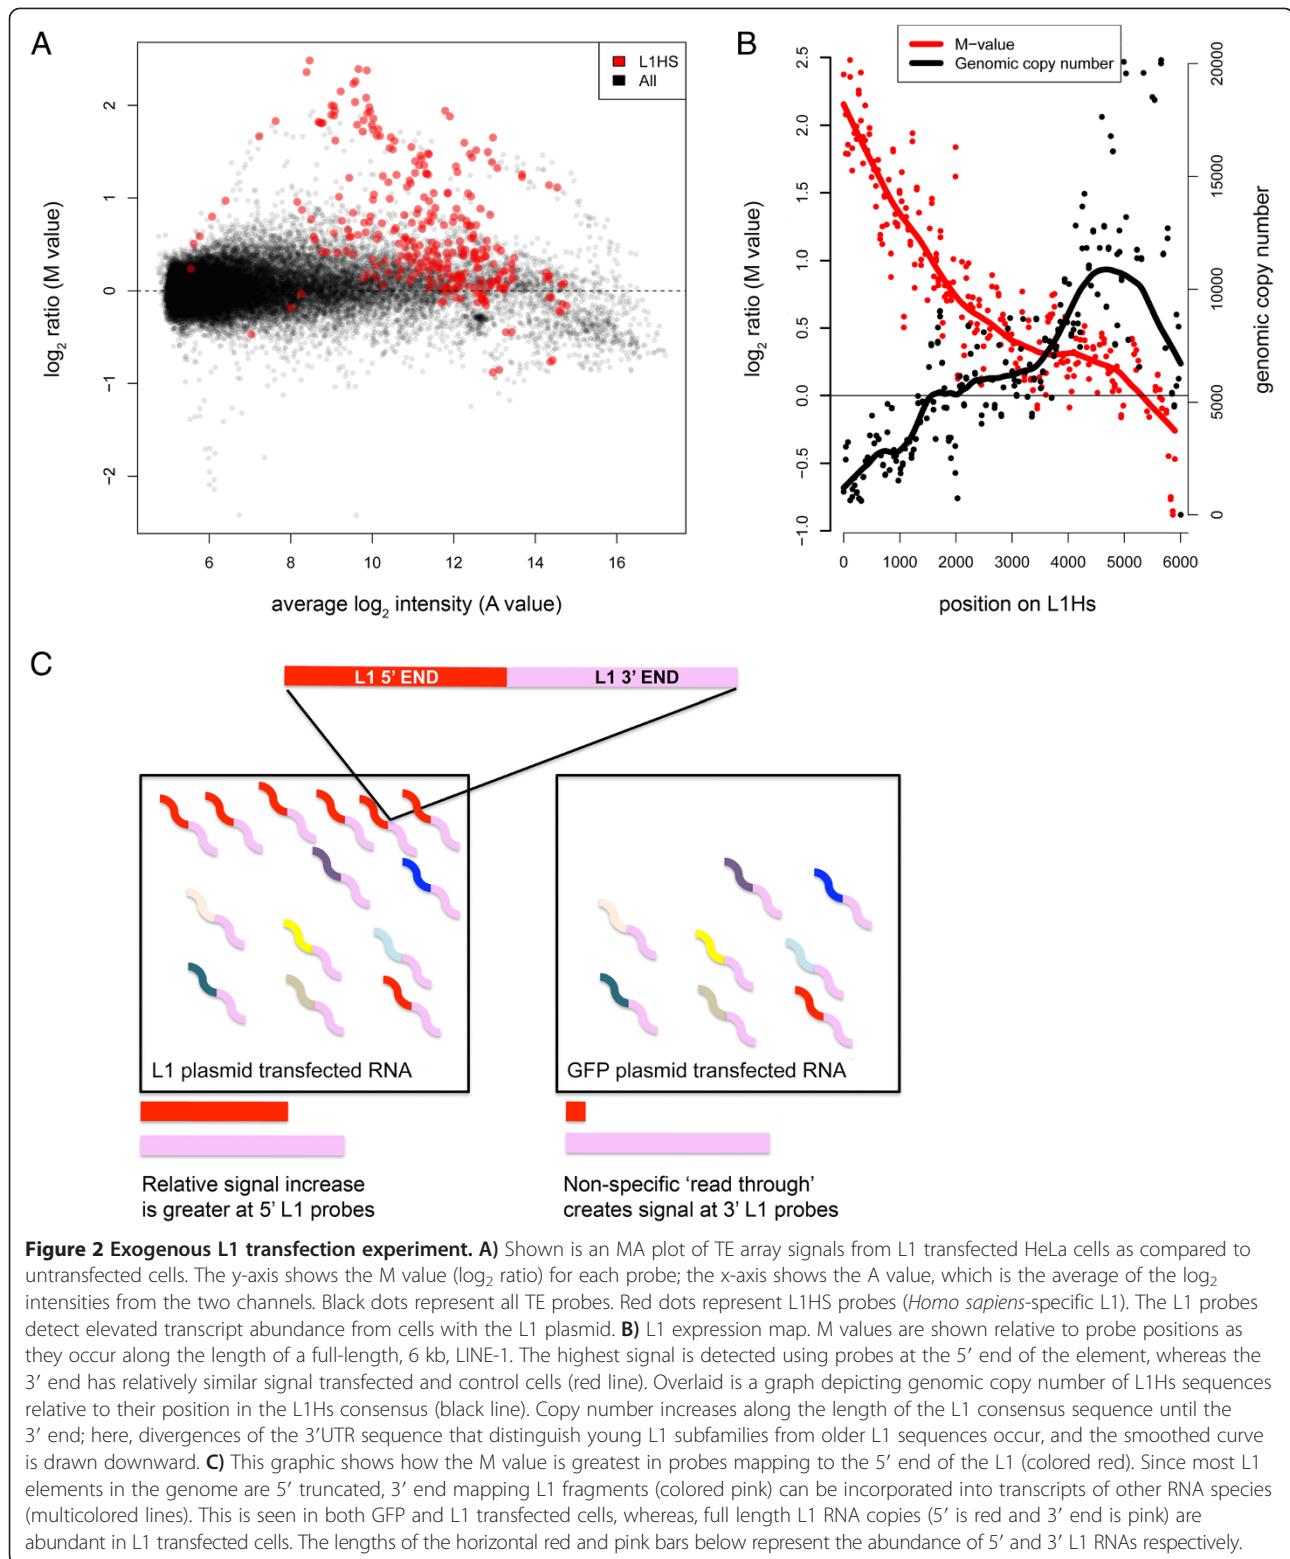 A
B
L1HS
All
log2 ratio (M value)
2
1
0
−1
−2
6 8 10 12 14 16
average log2 intensity (A value)
M−value
Genomic copy number
log2 ratio (M value)
2.5
2.0
1.5
1.0
0.5
0.0
−0.5
−1.0
0 1000 2000 3000 4000 5000 6000
position on L1Hs
20000
15000
10000
5000
0
genomic copy number
C
L1 5’ END L1 3’ END
L1 plasmid transfected RNA
GFP plasmid transfected RNA
Relative signal increase
is greater at 5’ L1 probes
Non-specific ‘read through’
creates signal at 3’ L1 probes
Figure 2 Exogenous L1 transfection experiment. A) Shown is an MA plot of TE array signals from L1 transfected HeLa cells as compared to
untransfected cells. The y-axis shows the M value (log2 ratio) for each probe; the x-axis shows the A value, which is the average of the log2
intensities from the two channels. Black dots represent all TE probes. Red dots represent L1HS probes (Homo sapiens-specific L1). The L1 probes
detect elevated transcript abundance from cells with the L1 plasmid. B) L1 expression map. M values are shown relative to probe positions as
they occur along the length of a full-length, 6 kb, LINE-1. The highest signal is detected using probes at the 5′ end of the element, whereas the
3′ end has relatively similar signal transfected and control cells (red line). Overlaid is a graph depicting genomic copy number of L1Hs sequences
relative to their position in the L1Hs consensus (black line). Copy number increases along the length of the L1 consensus sequence until the
3′ end; here, divergences of the 3′UTR sequence that distinguish young L1 subfamilies from older L1 sequences occur, and the smoothed curve
is drawn downward. C) This graphic shows how the M value is greatest in probes mapping to the 5′ end of the L1 (colored red). Since most L1
elements in the genome are 5′ truncated, 3′ end mapping L1 fragments (colored pink) can be incorporated into transcripts of other RNA species
(multicolored lines). This is seen in both GFP and L1 transfected cells, whereas, full length L1 RNA copies (5′ is red and 3′ end is pink) are
abundant in L1 transfected cells. The lengths of the horizontal red and pink bars below represent the abundance of 5′ and 3′ L1 RNAs respectively.